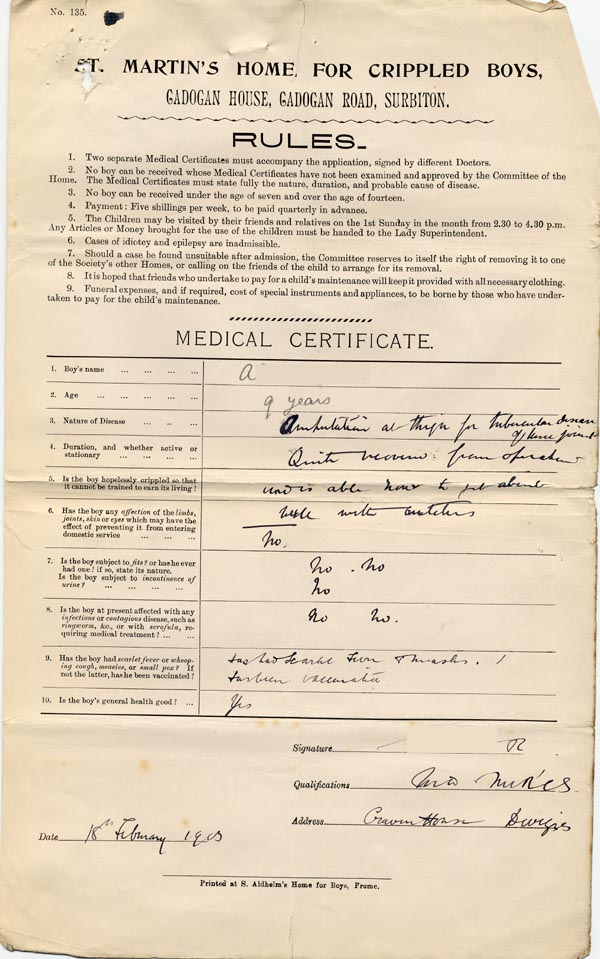 No. 135.
ST. MARTIN'S HOME, FOR CRIPPLED BOYS,
GADOGAN HOUSE, GADOGAN ROAD, SURBITON.
RULES.
1. Two separate Medical Certificates must accompany the application, signed by different Doctors.
2. No boy can be received whose Medical Certificates have not been examined and approved by the Committee of the
Home. The Medical Certificates must state fully the nature, duration, and probable cause of disease.
3. No boy can be received under the age of seven and over the age of fourteen.
4. Payment: Five shillings per week, to be paid quarterly in advance.
5. The Children may be visited by their friends and relatives on the 1st Sunday in the month from 2.30 to 4.30 p.m.
Any Articles or Money brought for the use of the children must be handed to the Lady Superintendent.
6. Cases of idiotcy and epilepsy are inadmissible.
7. Should a case be found unsuitable after admission, the Committee reserves to itself the right of removing it to one
of the Society's other Homes, or calling on the friends of the child to arrange for its removal.
8. It is hoped that friends who undertake to pay for a child's maintenance will keep it provided with all necessary clothing.
9. Funeral expenses, and if required, cost of special instruments and appliances, to be borne by those who have under-
taken to pay for the child's maintenance.
MEDICAL CERTIFICATE.
1. Boy's name ... ... ... ... A
2. Age ... ... ... ... ... 9 years
3. Nature of Disease ... .. .. Amputation at thigh for tubercular disease
of knee joint
4. Duration, and whether active or
stationary ... ... ... ... Quite recovered from operation
5. Is the boy hopelessly crippled so that
it cannot be trained to earn its living? and is able now to get about
6. Has the boy any affection of the limbs,
joints, skin or eyes which may have the
effect of preventing it from entering
domestic service ... ... ... well with crutches
No.
7. Is the boy subject to fits? or has he ever
had one? if so, state its nature. No . No
Is the boy subject to incontinence of
urine? ... ... ... ... No
8. Is the boy at present affected with any
infectious or contagious disease, such as
ringworm, &c., or with scrofula, re-
quiring medical treatment? ... ... No No.
9. Has the boy had scarlet fever or whoop-
ing cough, measles, or small pox? If
not the latter, has he been vaccinated? has had Scarlet Fever & measles.
has been vaccinated
10. Is the boy's general health good? ... Yes
Signature
Qualifications MRCS
Address Craven House Devizes
Date 18th February 1903
Printed at S. Aldhelm's Home for Boys, Frome.